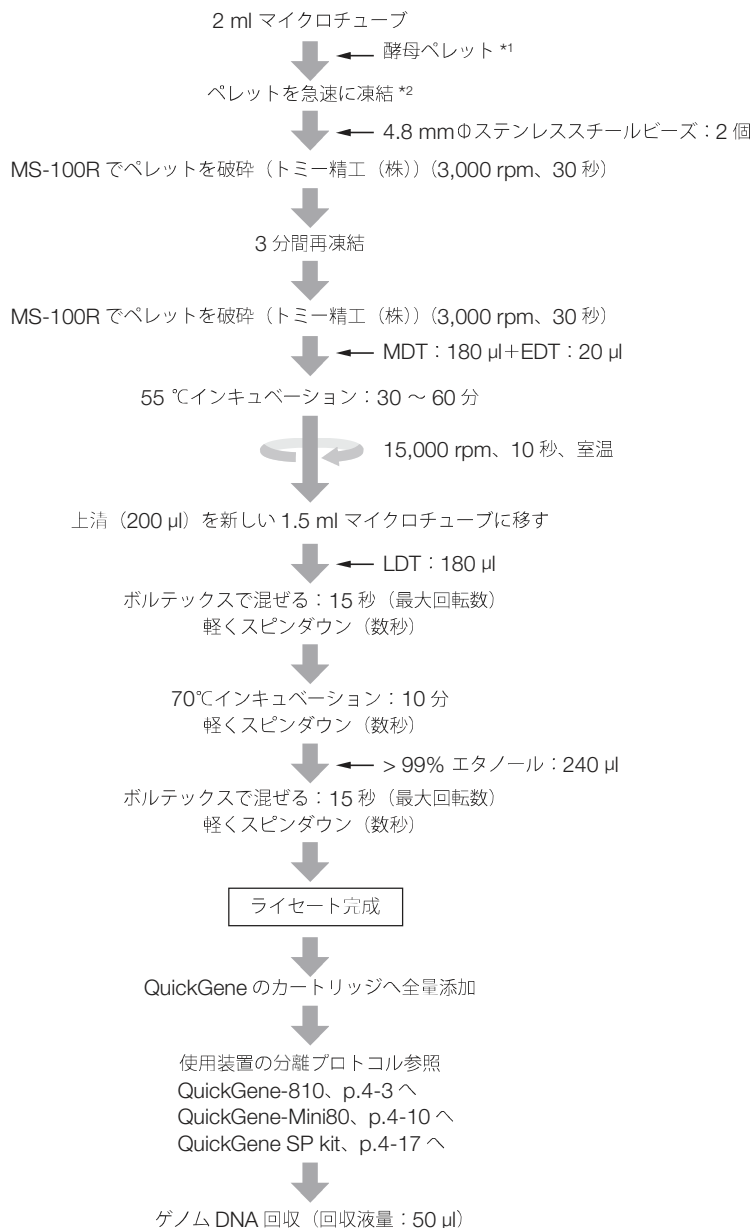 2 ml マイクロチューブ
酵母ペレット *1
ペレットを急速に凍結 *2
4.8 mmΦステンレススチールビーズ：2 個
MS-100R でペレットを破砕（トミー精工（株））（3,000 rpm、30 秒）
3 分間再凍結
MS-100R でペレットを破砕（トミー精工（株））（3,000 rpm、30 秒）
MDT：180 µl＋EDT：20 µl
55 ℃インキュベーション：30 ～ 60 分
15,000 rpm、10 秒、室温
上清（200 µl）を新しい 1.5 ml マイクロチューブに移す
LDT：180 µl
ボルテックスで混ぜる：15 秒（最大回転数）
軽くスピンダウン（数秒）
70℃インキュベーション：10 分
軽くスピンダウン（数秒）
> 99% エタノール：240 µl
ボルテックスで混ぜる：15 秒（最大回転数）
軽くスピンダウン（数秒）
ライセート完成
QuickGene のカートリッジへ全量添加
使用装置の分離プロトコル参照
QuickGene-810、p.4-3 へ
QuickGene-Mini80、p.4-10 へ
QuickGene SP kit、p.4-17 へ
ゲノム DNA 回収（回収液量：50 µl）